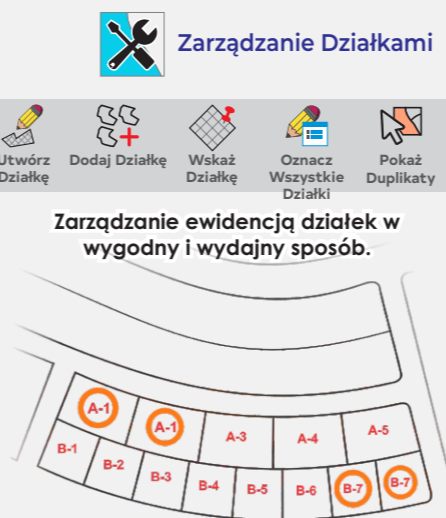 Zarządzanie Działkami
Utwórz Działkę
Dodaj Działkę
Wskaż Działkę
Oznacz Wszystkie Działki
Pokaż Duplikaty
Zarządzanie ewidencją działek w
wygodny i wydajny sposób.
A-1
A-1
A-3
A-4
A-5
B-1
B-2
B-3
B-4
B-5
B-6
B-7
B-7